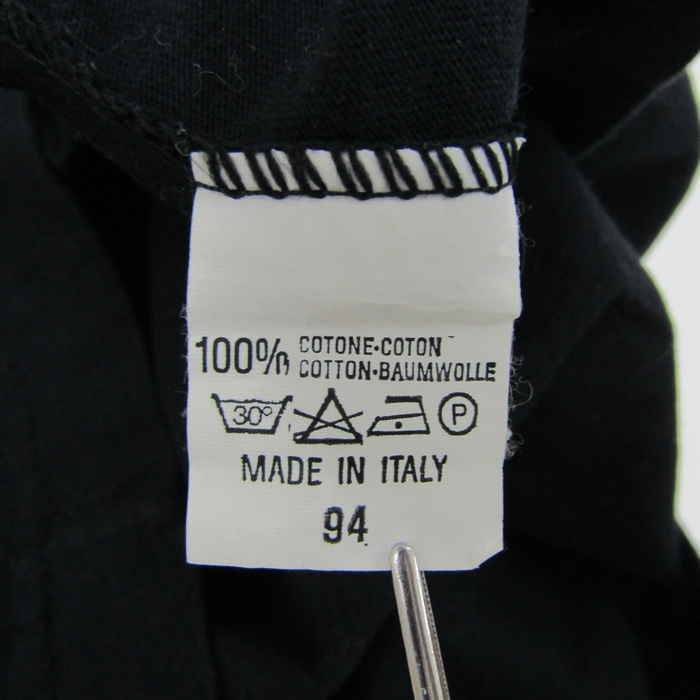 100% COTONE·COTON
COTTON·BAUMWOLLE
30° P
MADE IN ITALY
94